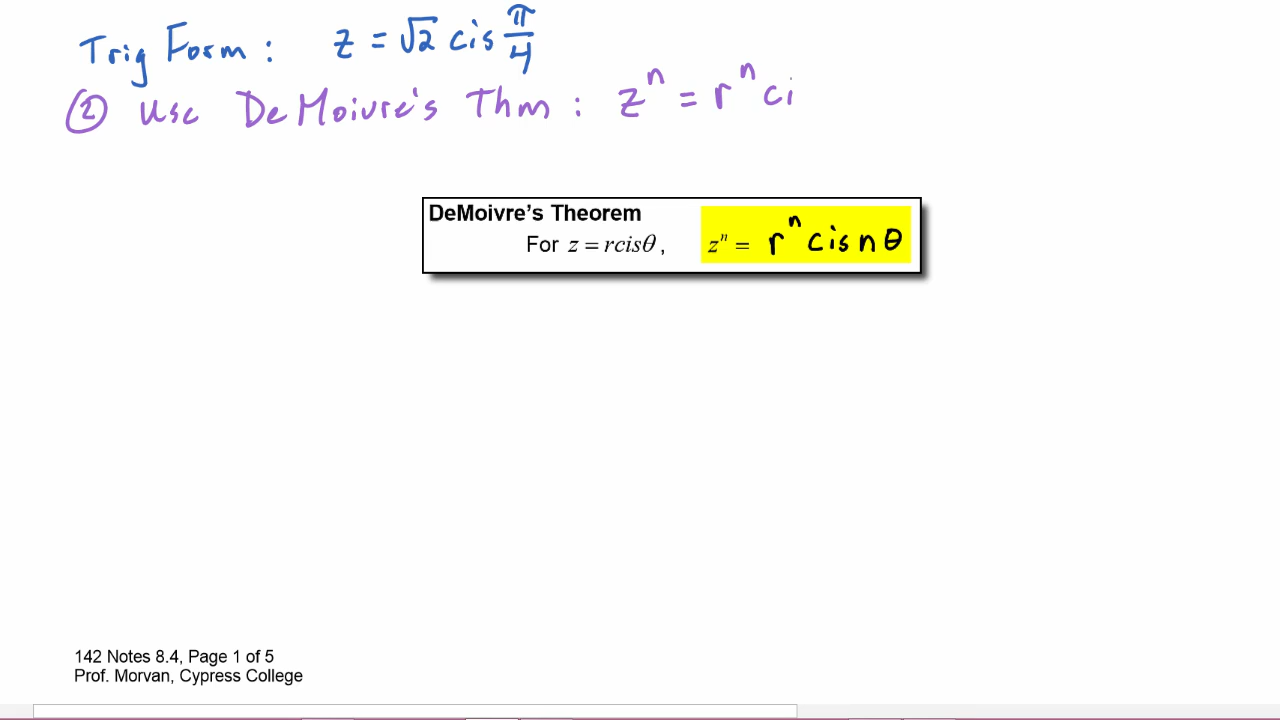 Trig Form: z = √2 cis π/4
② Use DeMoivre's Thm: zⁿ = rⁿ ci
DeMoivre's Theorem
For z = rcisθ, zⁿ = rⁿ cis nθ
142 Notes 8.4, Page 1 of 5
Prof. Morvan, Cypress College